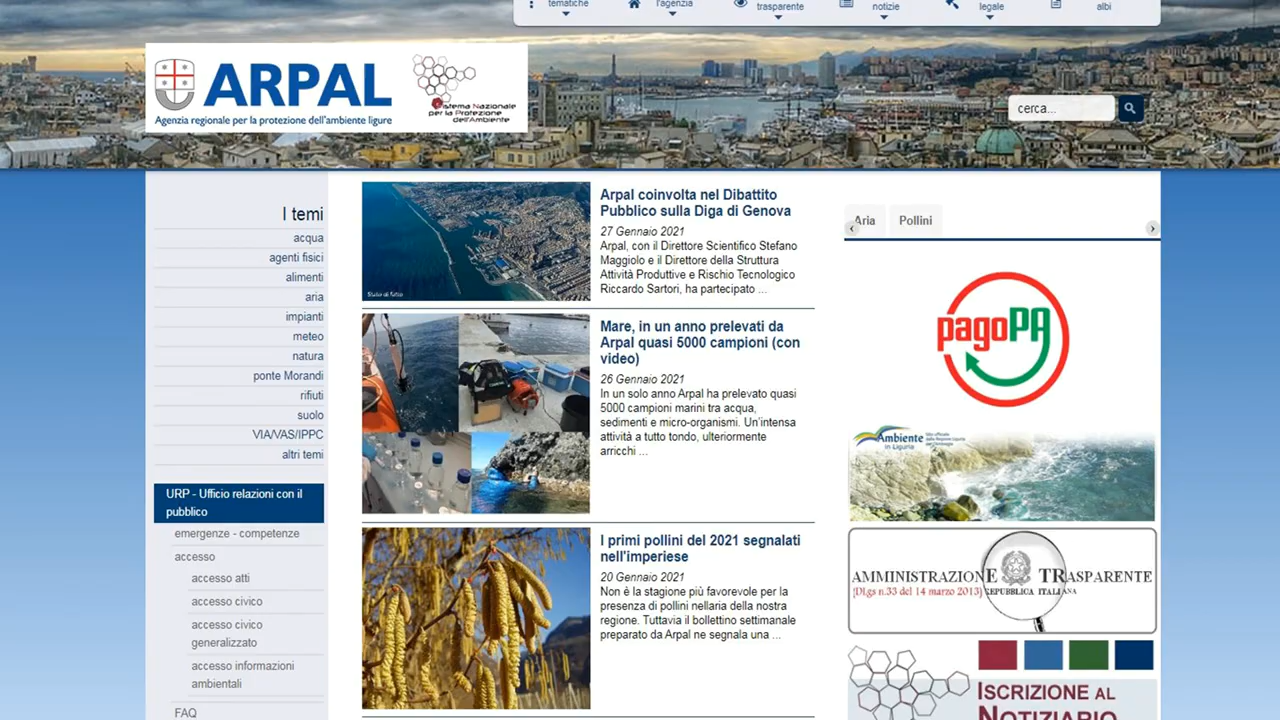 tematiche
l'agenzia
trasparente
notizie
legale
albi
ARPAL
Agenzia regionale per la protezione dell'ambiente ligure
Sistema Nazionale
per la Protezione
dell'Ambiente
cerca...
I temi
acqua
agenti fisici
alimenti
aria
impianti
meteo
natura
ponte Morandi
rifiuti
suolo
VIA/VAS/IPPC
altri temi
URP - Ufficio relazioni con il
pubblico
emergenze - competenze
accesso
accesso atti
accesso civico
accesso civico
generalizzato
accesso informazioni
ambientali
FAQ
Arpal coinvolta nel Dibattito
Pubblico sulla Diga di Genova
27 Gennaio 2021
Arpal, con il Direttore Scientifico Stefano
Maggiolo e il Direttore della Struttura
Attività Produttive e Rischio Tecnologico
Riccardo Sartori, ha partecipato ...
Mare, in un anno prelevati da
Arpal quasi 5000 campioni (con
video)
26 Gennaio 2021
In un solo anno Arpal ha prelevato quasi
5000 campioni marini tra acqua,
sedimenti e micro-organismi. Un'intensa
attività a tutto tondo, ulteriormente
arricchi ...
I primi pollini del 2021 segnalati
nell'imperiese
20 Gennaio 2021
Non è la stagione più favorevole per la
presenza di pollini nellaria della nostra
regione. Tuttavia il bollettino settimanale
preparato da Arpal ne segnala una ...
Aria
Pollini
pagoPA
Ambiente
in Liguria
AMMINISTRAZIONE TRASPARENTE
(Dl.gs n.33 del 14 marzo 2013) REPUBBLICA ITALIANA
ISCRIZIONE AL
NOTIZIARIO